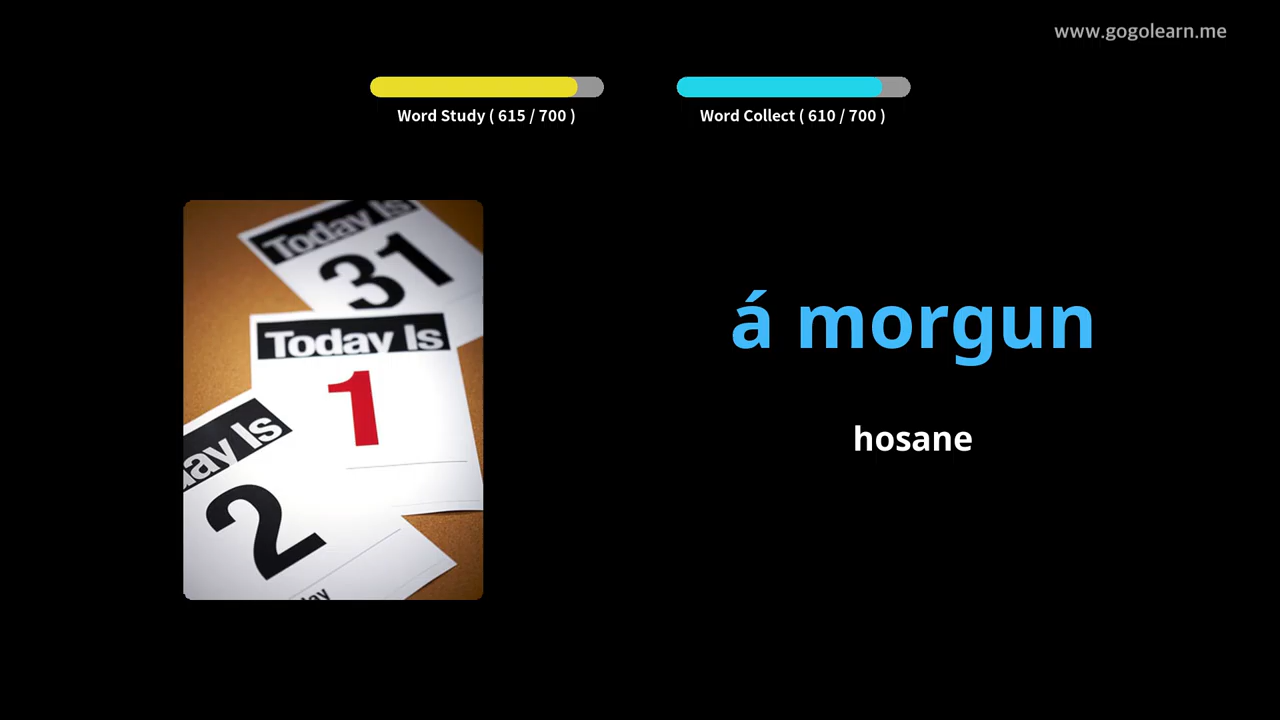 www.gogolearn.me
Word Study ( 615 / 700 )
Word Collect ( 610 / 700 )
Today Is
31
Today Is
1
ay Is
2
á morgun
hosane